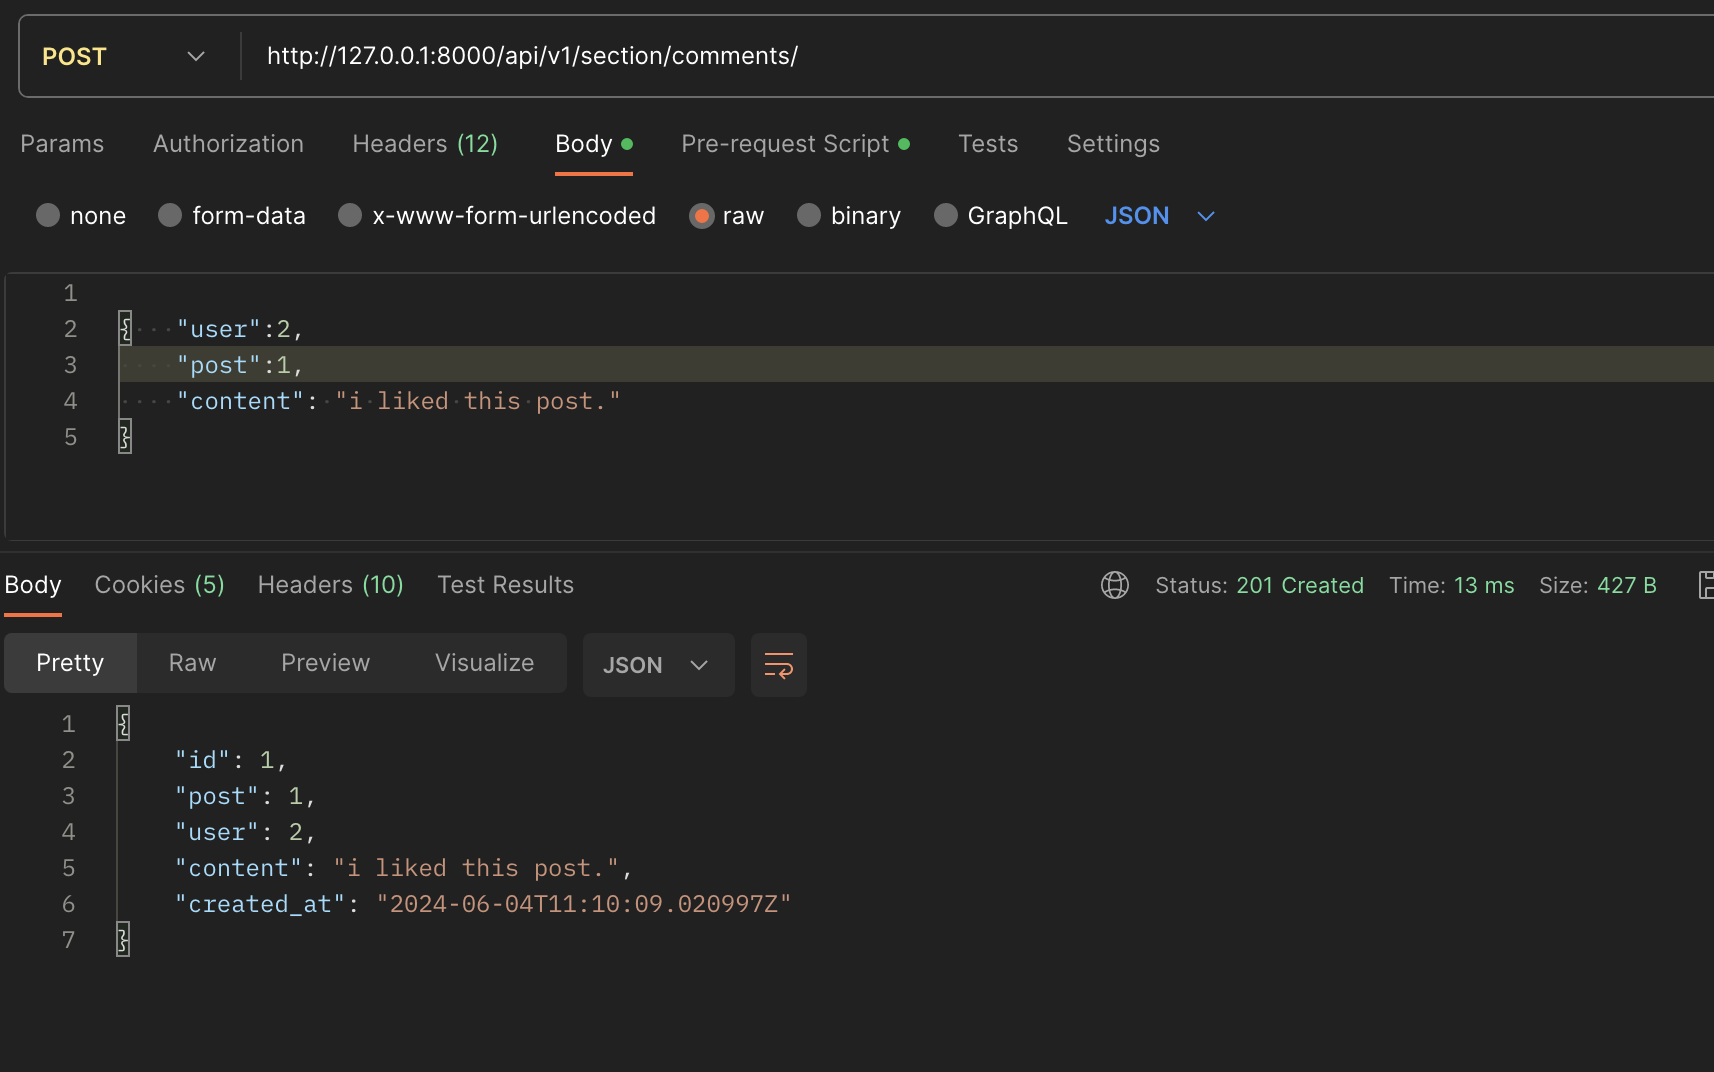 POST http://127.0.0.1:8000/api/v1/section/comments/
Params Authorization Headers (12) Body Pre-request Script Tests Settings
none form-data x-www-form-urlencoded raw binary GraphQL JSON
1
2 { "user":2,
3 "post":1,
4 "content": "i liked this post."
5 }
Body Cookies (5) Headers (10) Test Results Status: 201 Created Time: 13 ms Size: 427 B
Pretty Raw Preview Visualize JSON
1 {
2 "id": 1,
3 "post": 1,
4 "user": 2,
5 "content": "i liked this post.",
6 "created_at": "2024-06-04T11:10:09.020997Z"
7 }